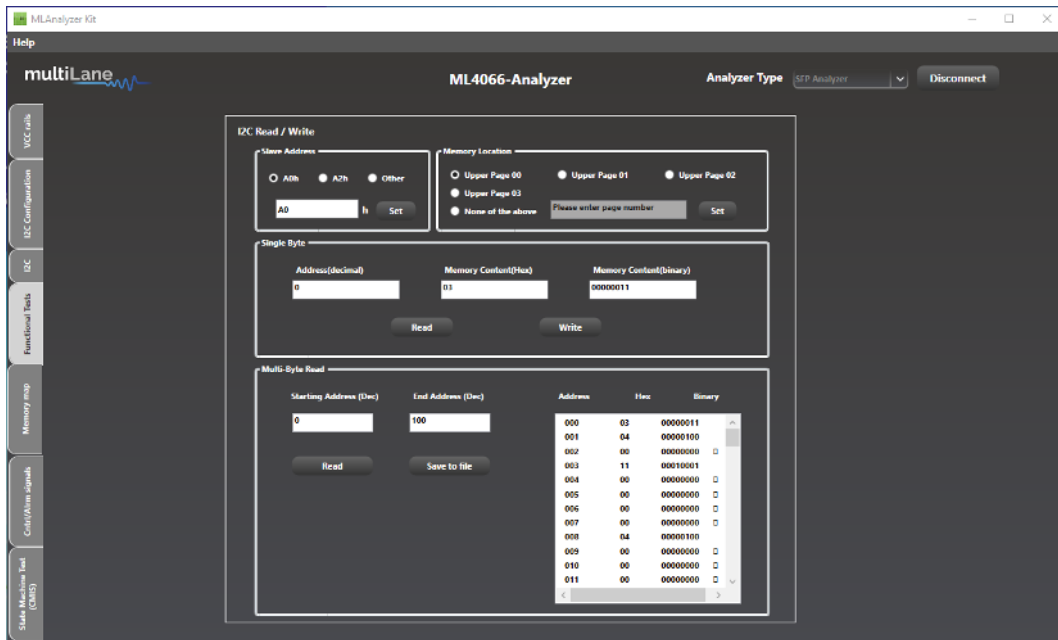 MLAnalyzer Kit
Help
multiLane
ML4066-Analyzer
Analyzer Type
SFP Analyzer
Disconnect
VCC rails
I2C Configuration
I2C
Functional Tests
Memory map
Cntrl/Alrm signals
State Machine Test
(CMIS)
I2C Read / Write
Slave Address
A0h A2h Other
A0 h Set
Memory Location
Upper Page 00 Upper Page 01 Upper Page 02
Upper Page 03
None of the above Please enter page number Set
Single Byte
Address(decimal) Memory Content(Hex) Memory Content(binary)
0 03 00000011
Read Write
Multi-Byte Read
Starting Address (Dec) End Address (Dec)
0 100
Read Save to file
Address Hex Binary
000 03 00000011
001 04 00000100
002 00 00000000
003 11 00010001
004 00 00000000
005 00 00000000
006 00 00000000
007 00 00000000
008 04 00000100
009 00 00000000
010 00 00000000
011 00 00000000